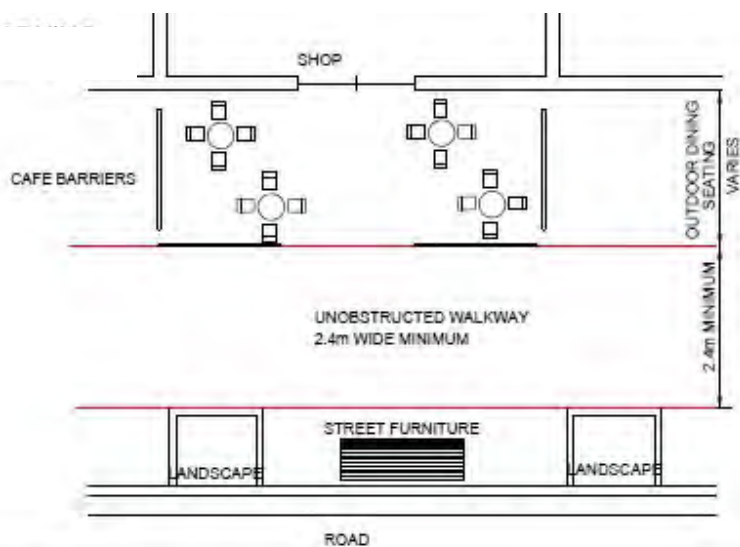 SHOP
CAFE BARRIERS
OUTDOOR DINING
SEATING
VARIES
UNOBSTRUCTED WALKWAY
2.4m WIDE MINIMUM
2.4m MINIMUM
STREET FURNITURE
LANDSCAPE
LANDSCAPE
ROAD